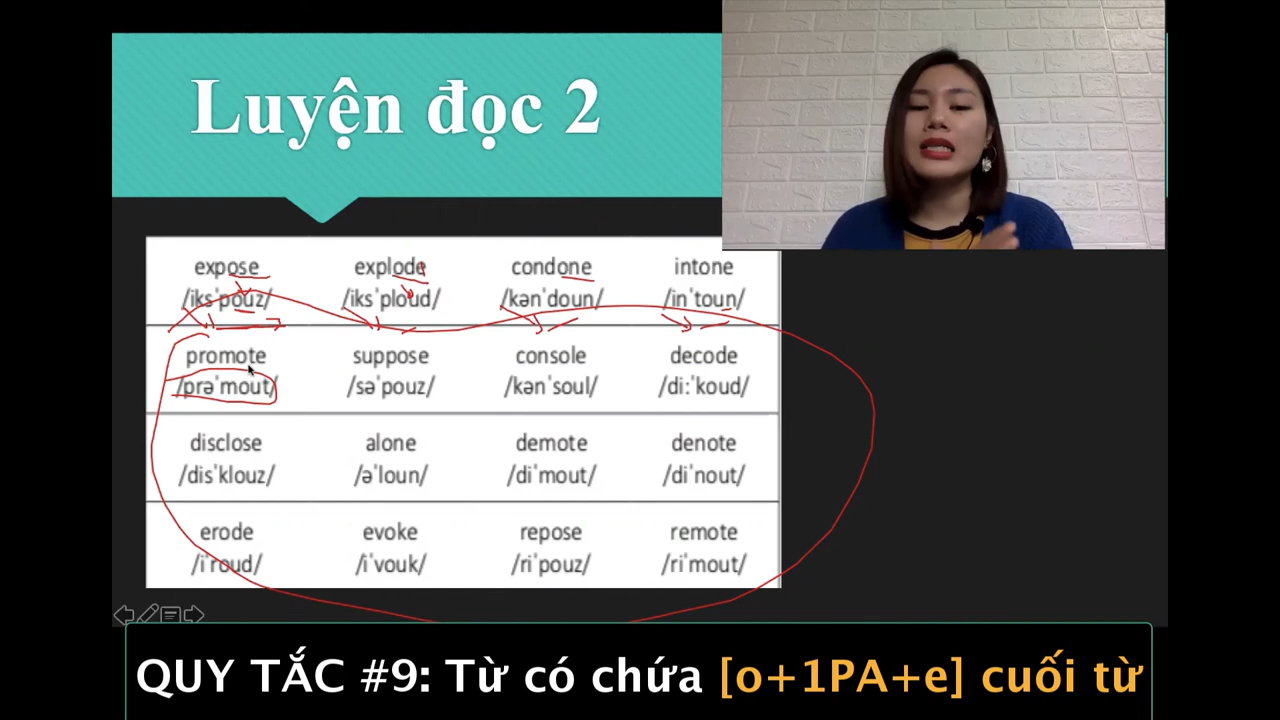 Luyện đọc 2
expose explode condone intone
/iksˈpouz/ /iksˈploud/ /kənˈdoun/ /inˈtoun/
promote suppose console decode
/prəˈmout/ /səˈpouz/ /kənˈsoul/ /di:ˈkoud/
disclose alone demote denote
/disˈklouz/ /əˈloun/ /diˈmout/ /diˈnout/
erode evoke repose remote
/iˈroud/ /iˈvouk/ /riˈpouz/ /riˈmout/
QUY TẮC #9: Từ có chứa [o+1PA+e] cuối từ